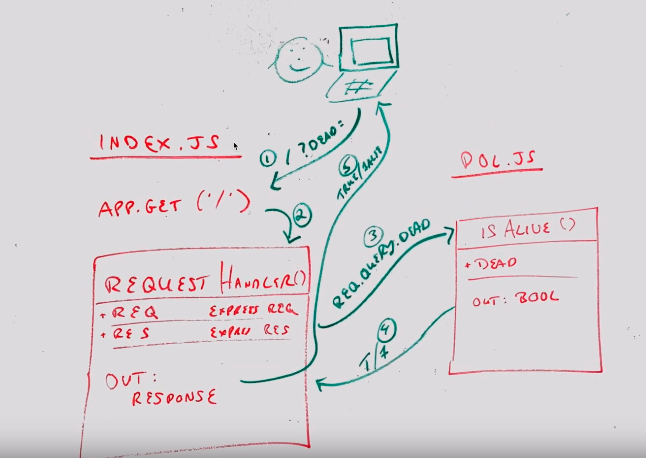 INDEX.JS
① / ?DEAD=
⑤ TRUE/FALSE
POL.JS
APP.GET ('/')
②
③
REQ.QUERY.DEAD
IS ALIVE ()
+ DEAD
OUT: BOOL
REQUEST HANDLER()
+ REQ EXPRESS REQ
+ RES EXPRESS RES
④
T/F
OUT:
RESPONSE